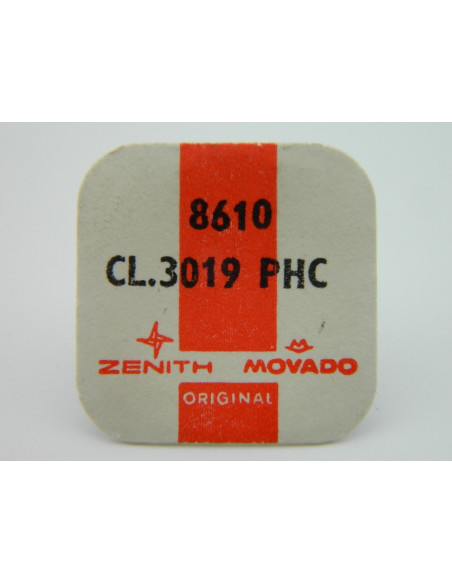 8610
CL.3019 PHC
ZENITH MOVADO
ORIGINAL